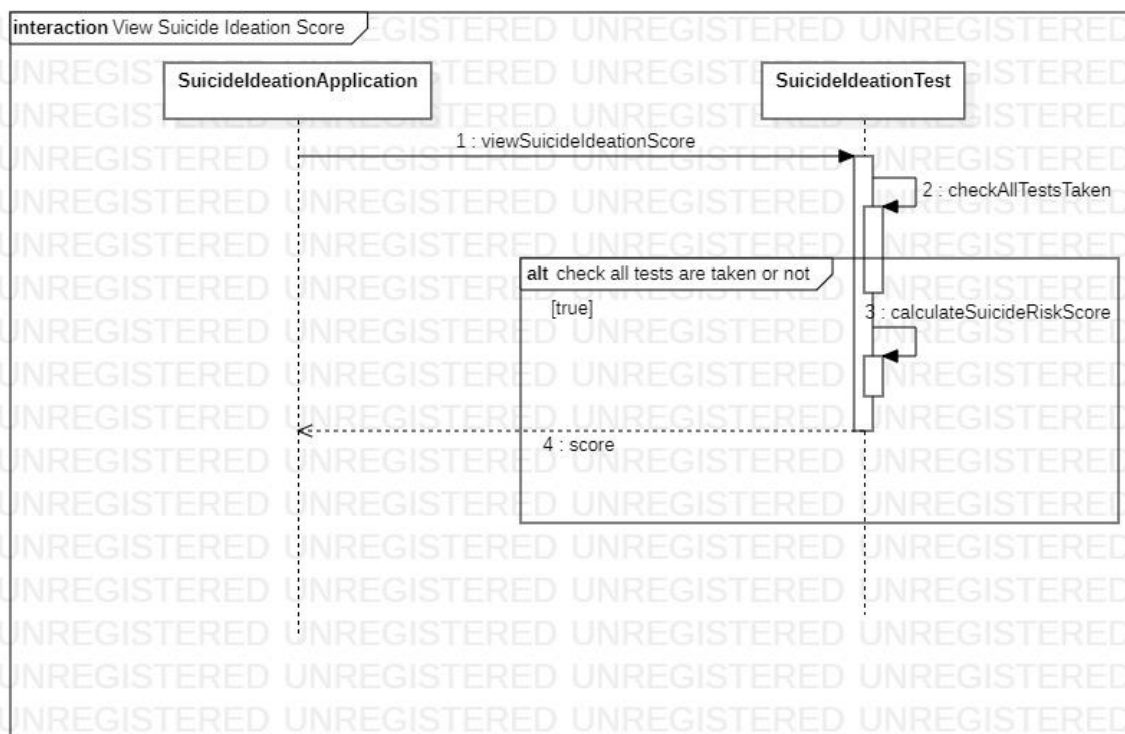 interaction View Suicide Ideation Score
SuicideIdeationApplication
SuicideIdeationTest
1 : viewSuicideIdeationScore
2 : checkAllTestsTaken
alt check all tests are taken or not
[true]
3 : calculateSuicideRiskScore
4 : score
UNREGISTERED